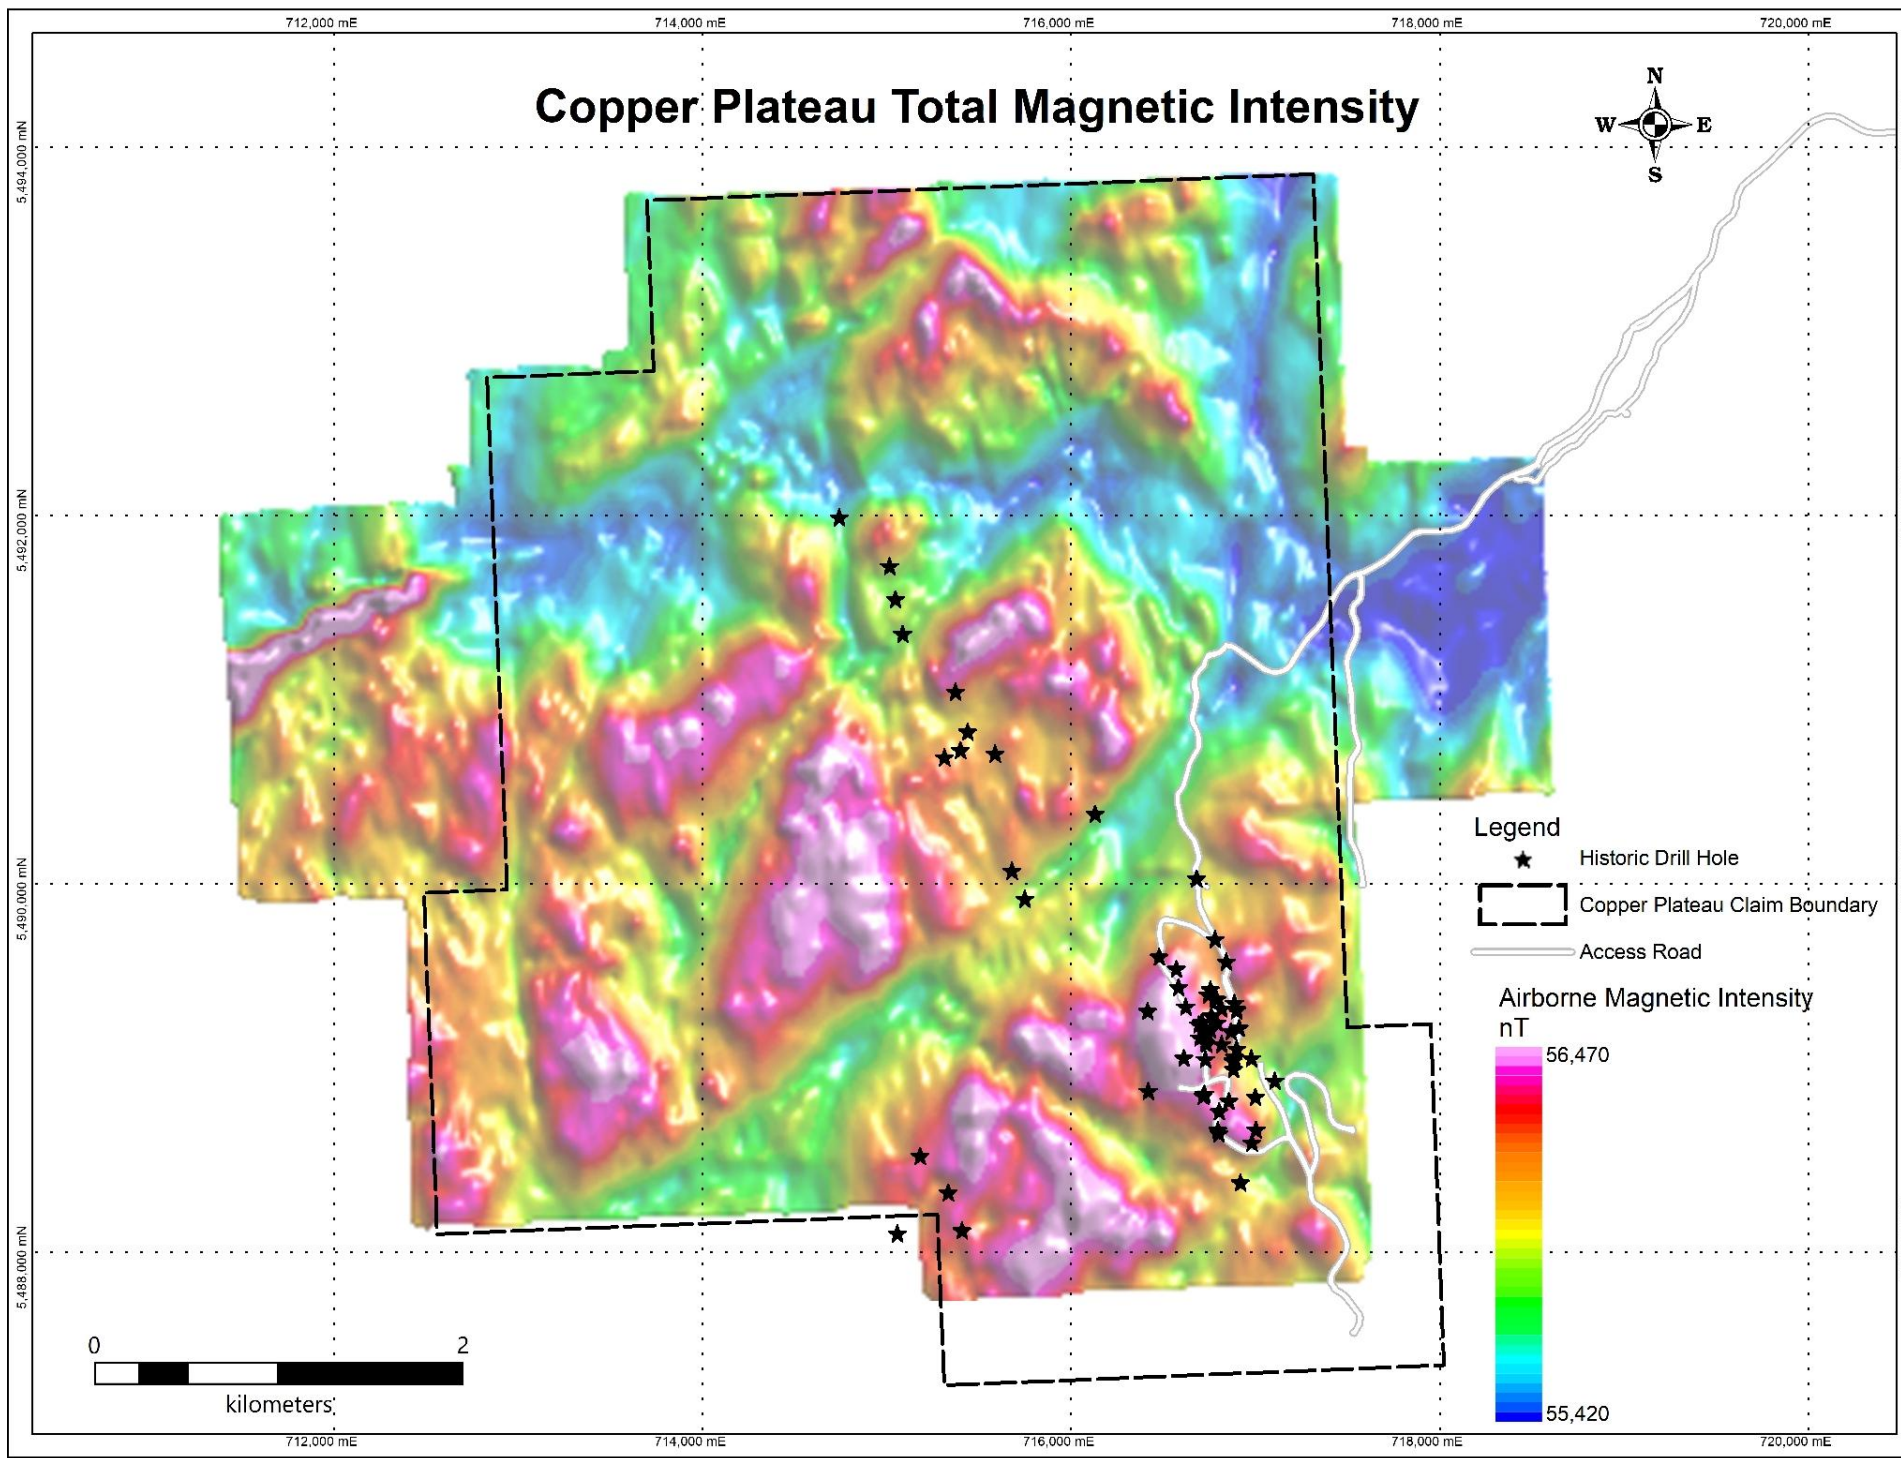 712,000 mE 714,000 mE 716,000 mE 718,000 mE 720,000 mE
Copper Plateau Total Magnetic Intensity
N
W E
S
5,494,000 mN
5,492,000 mN
5,490,000 mN
5,488,000 mN
Legend
Historic Drill Hole
Copper Plateau Claim Boundary
Access Road
Airborne Magnetic Intensity
nT
56,470
55,420
0 2
kilometers
712,000 mE 714,000 mE 716,000 mE 718,000 mE 720,000 mE